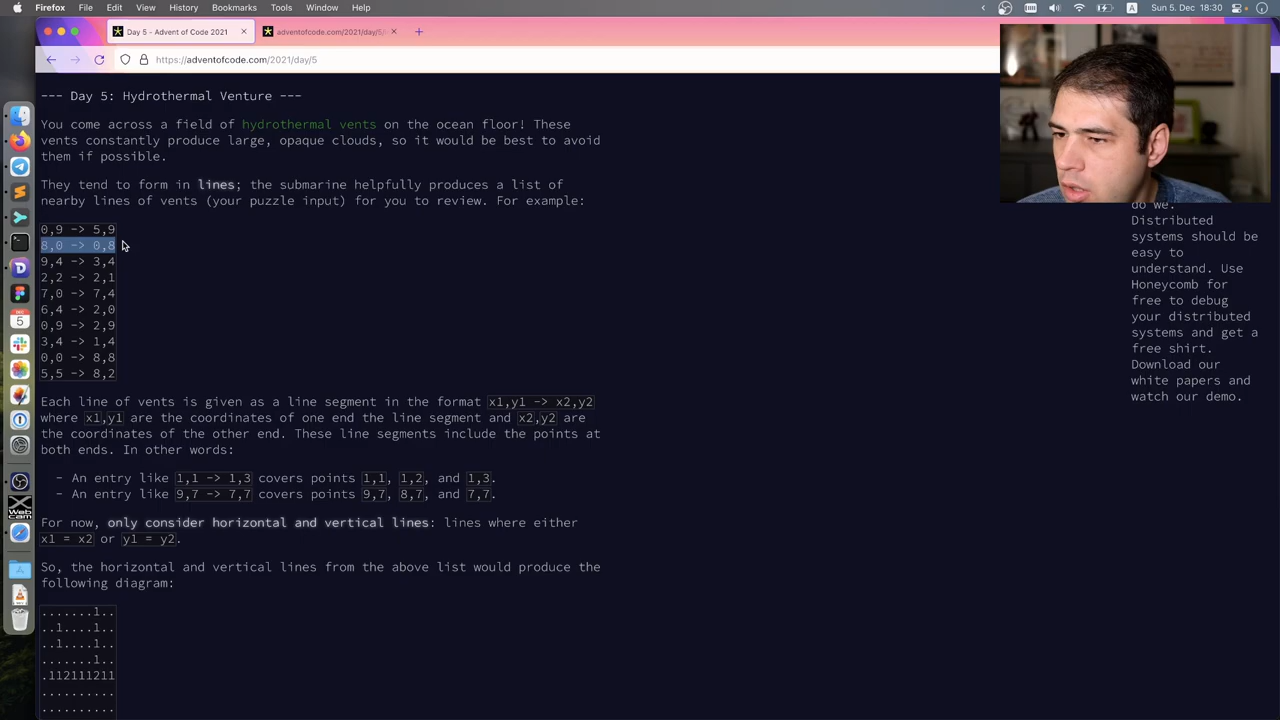 Firefox File Edit View History Bookmarks Tools Window Help
Sun 5. Dec 18:30
Day 5 - Advent of Code 2021
adventofcode.com/2021/day/5/
https://adventofcode.com/2021/day/5
--- Day 5: Hydrothermal Venture ---
You come across a field of hydrothermal vents on the ocean floor! These
vents constantly produce large, opaque clouds, so it would be best to avoid
them if possible.
They tend to form in lines; the submarine helpfully produces a list of
nearby lines of vents (your puzzle input) for you to review. For example:
0,9 -> 5,9
8,0 -> 0,8
9,4 -> 3,4
2,2 -> 2,1
7,0 -> 7,4
6,4 -> 2,0
0,9 -> 2,9
3,4 -> 1,4
0,0 -> 8,8
5,5 -> 8,2
Each line of vents is given as a line segment in the format x1,y1 -> x2,y2
where x1,y1 are the coordinates of one end the line segment and x2,y2 are
the coordinates of the other end. These line segments include the points at
both ends. In other words:
- An entry like 1,1 -> 1,3 covers points 1,1, 1,2, and 1,3.
- An entry like 9,7 -> 7,7 covers points 9,7, 8,7, and 7,7.
For now, only consider horizontal and vertical lines: lines where either
x1 = x2 or y1 = y2.
So, the horizontal and vertical lines from the above list would produce the
following diagram:
.......1..
..1....1..
..1....1..
.......1..
.112111211
..........
..........
do we.
Distributed
systems should be
easy to
understand. Use
Honeycomb for
free to debug
your distributed
systems and get a
free shirt.
Download our
white papers and
watch our demo.
DEC
5
Web
cam